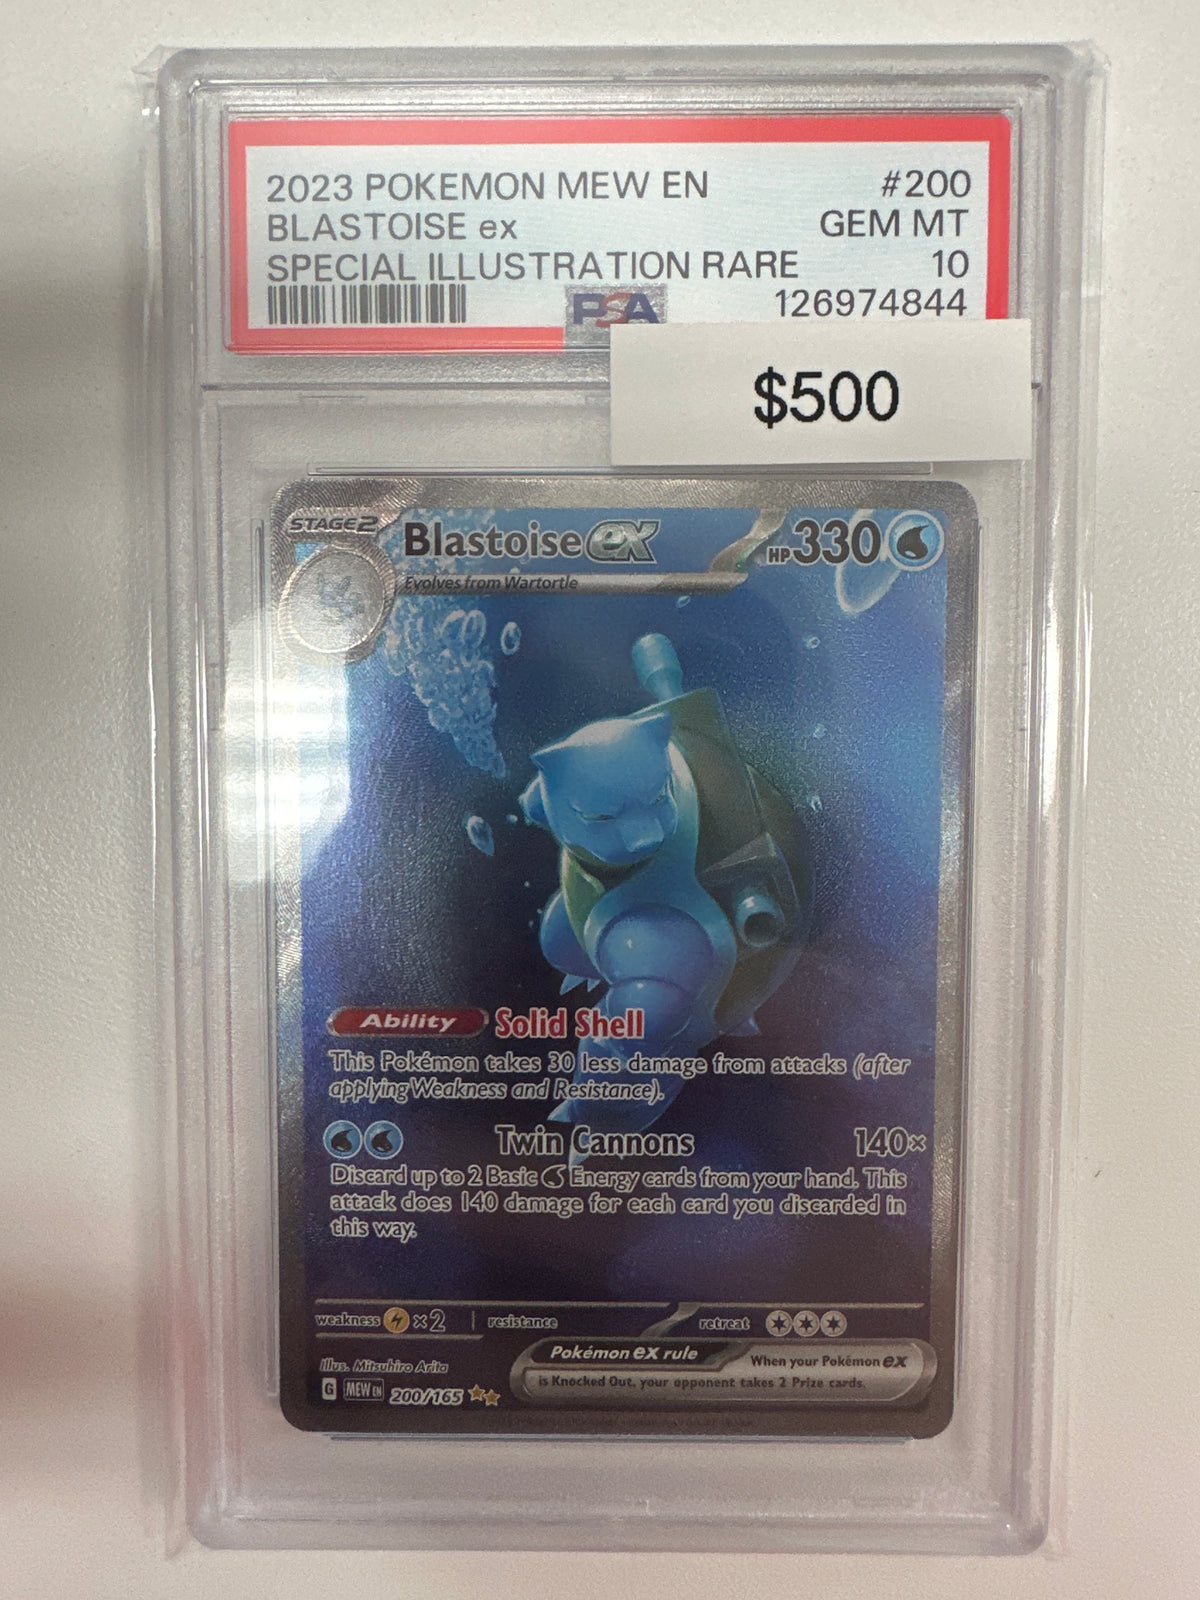 2023 POKEMON MEW EN #200
BLASTOISE ex GEM MT
SPECIAL ILLUSTRATION RARE 10
PSA 126974844
$500
STAGE 2
Blastoise ex HP 330
Evolves from Wartortle
Ability Solid Shell
This Pokémon takes 30 less damage from attacks (after
applying Weakness and Resistance).
Twin Cannons 140×
Discard up to 2 Basic Energy cards from your hand. This
attack does 140 damage for each card you discarded in
this way.
weakness ×2 resistance retreat
Pokémon ex rule When your Pokémon ex
is Knocked Out, your opponent takes 2 Prize cards.
Illus. Mitsuhiro Arita
G MEW EN 200/165